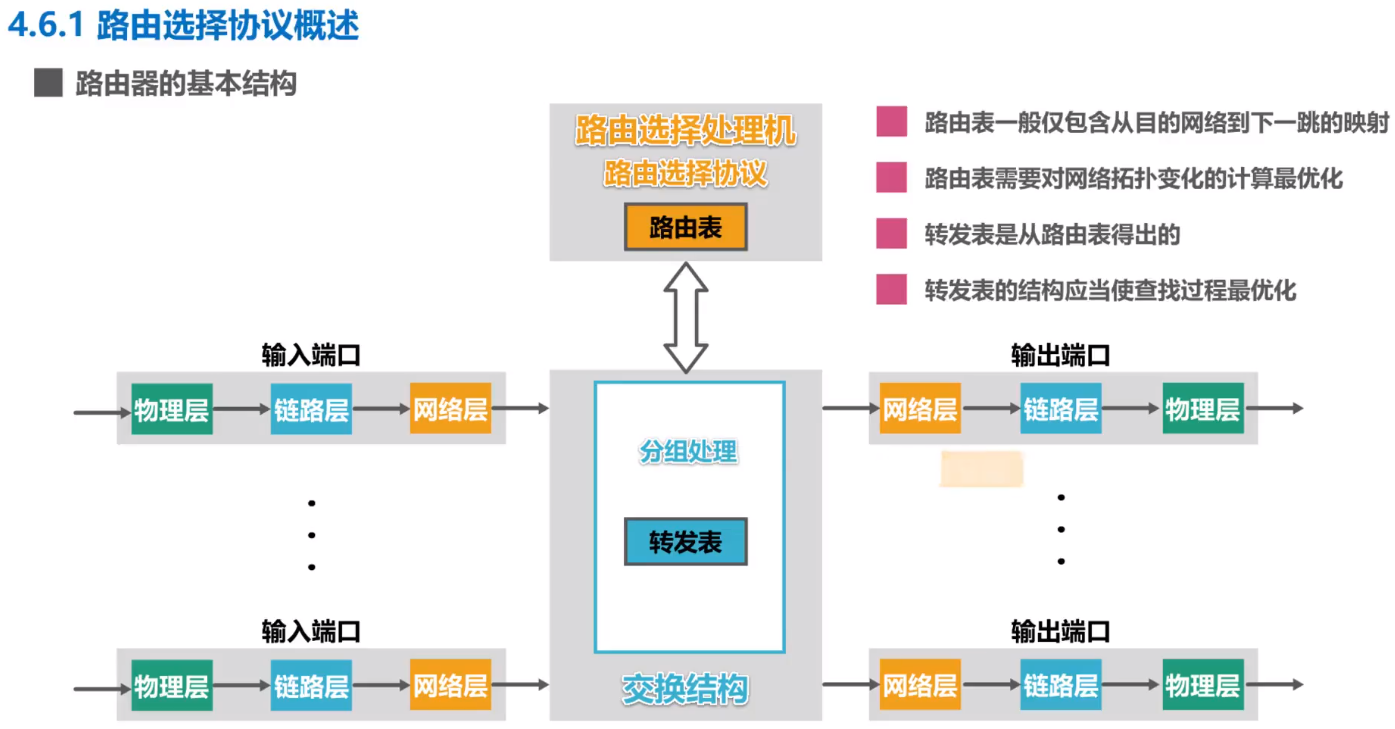 4.6.1 路由选择协议概述
路由器的基本结构
路由选择处理机
路由选择协议
路由表
路由表一般仅包含从目的网络到下一跳的映射
路由表需要对网络拓扑变化的计算最优化
转发表是从路由表得出的
转发表的结构应当使查找过程最优化
输入端口
物理层 链路层 网络层
分组处理
转发表
交换结构
输出端口
网络层 链路层 物理层
输入端口
物理层 链路层 网络层
输出端口
网络层 链路层 物理层